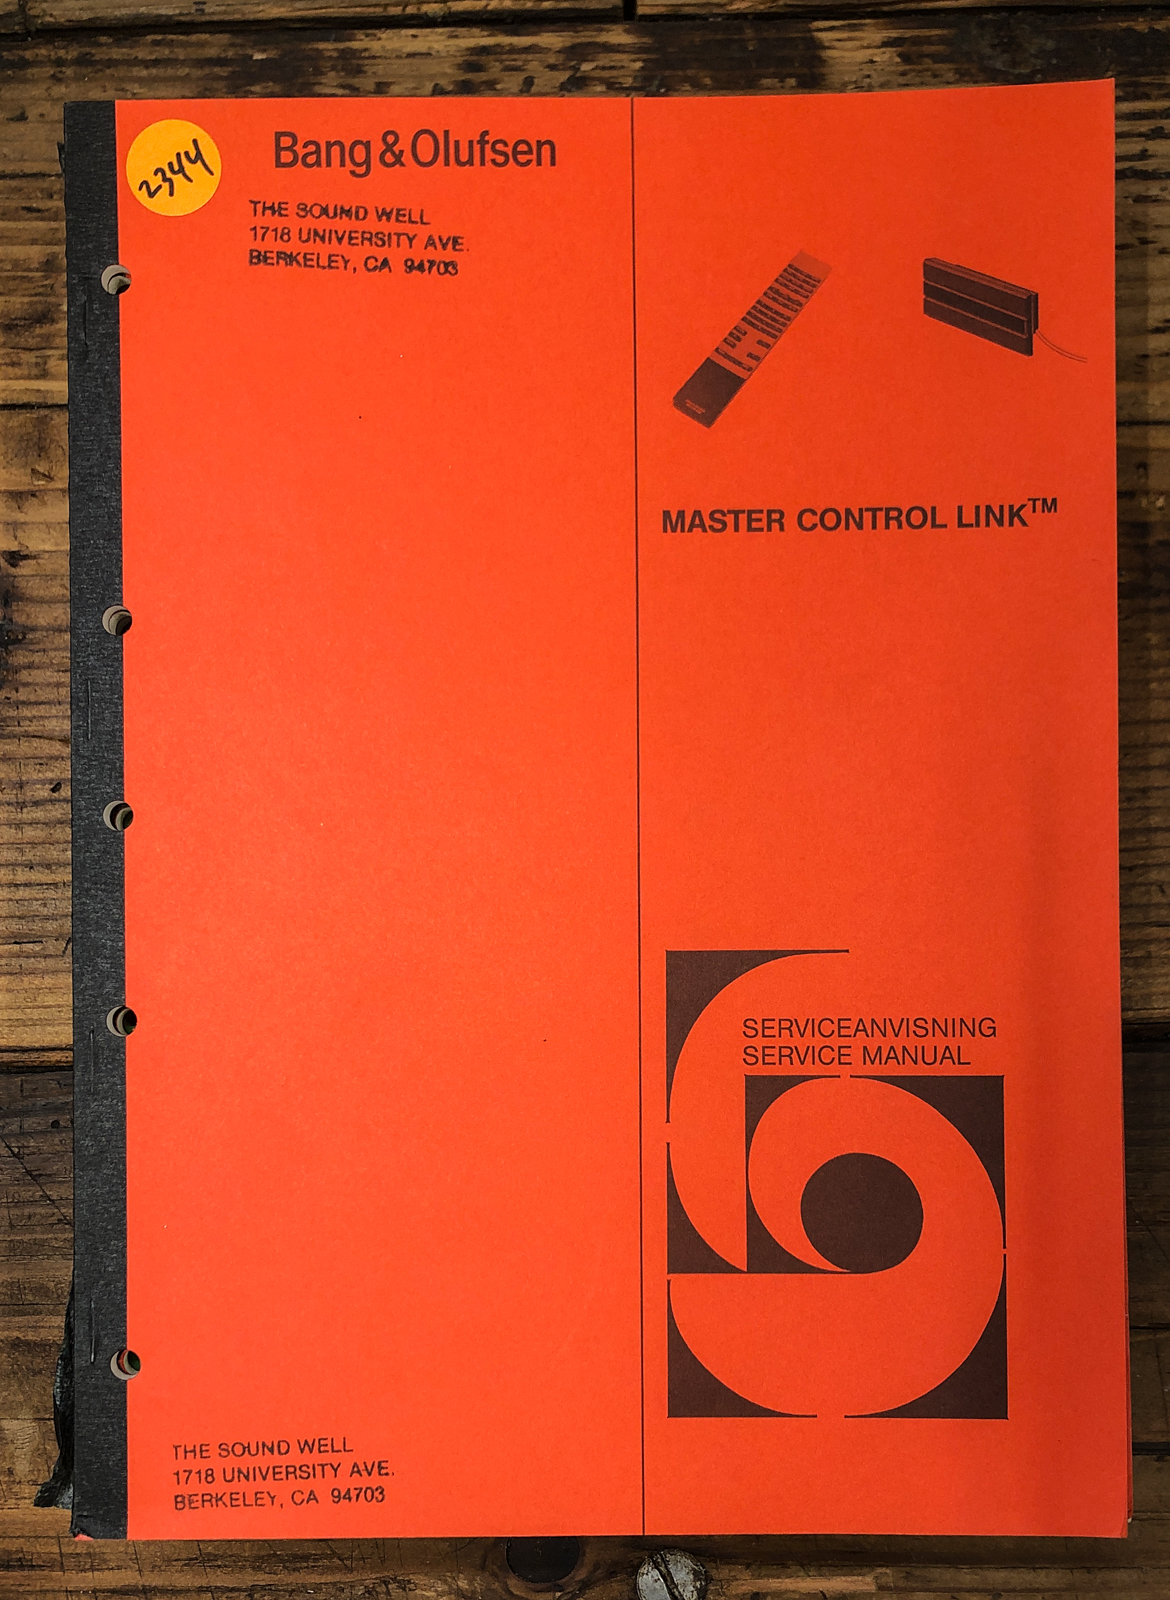 2344
Bang & Olufsen
THE SOUND WELL
1718 UNIVERSITY AVE.
BERKELEY, CA 94703
MASTER CONTROL LINK™
SERVICEANVISNING
SERVICE MANUAL
THE SOUND WELL
1718 UNIVERSITY AVE.
BERKELEY, CA 94703